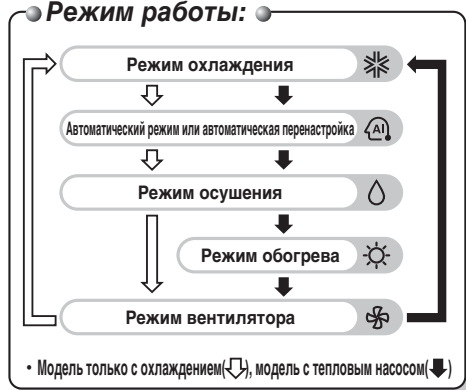 Режим работы:
Режим охлаждения
Автоматический режим или автоматическая перенастройка
AI
Режим осушения
Режим обогрева
Режим вентилятора
• Модель только с охлаждением(), модель с тепловым насосом()